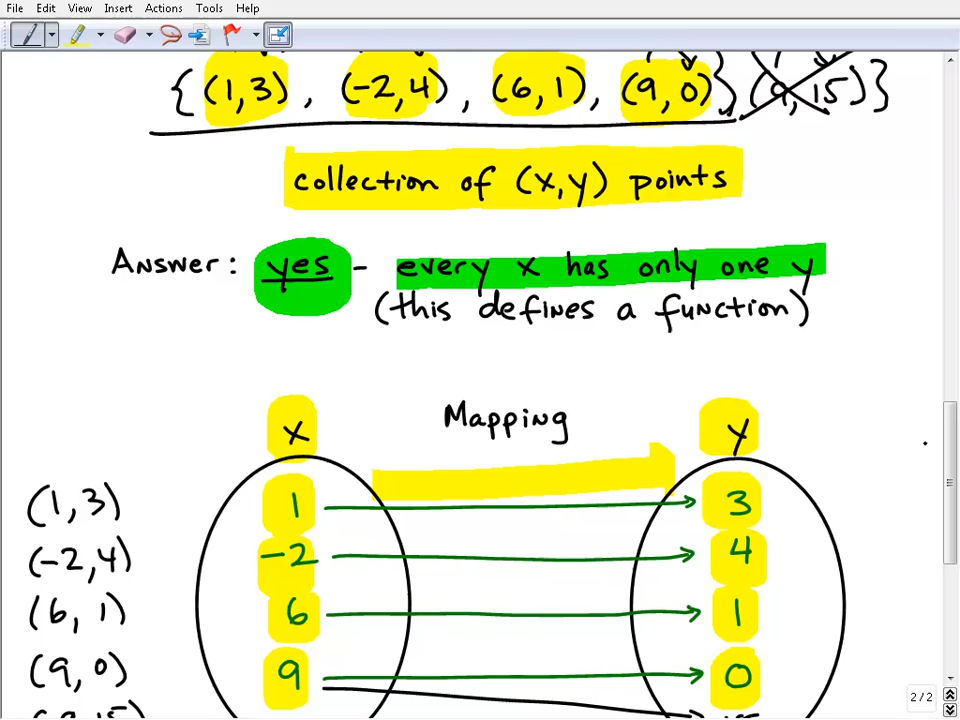 File Edit View Insert Actions Tools Help
{(1,3), (-2,4), (6,1), (9,0)} (9,15)}
collection of (x,y) points
Answer: yes - every x has only one y
(this defines a function)
Mapping
x y
(1,3) 1 3
(-2,4) -2 4
(6,1) 6 1
(9,0) 9 0
2/2